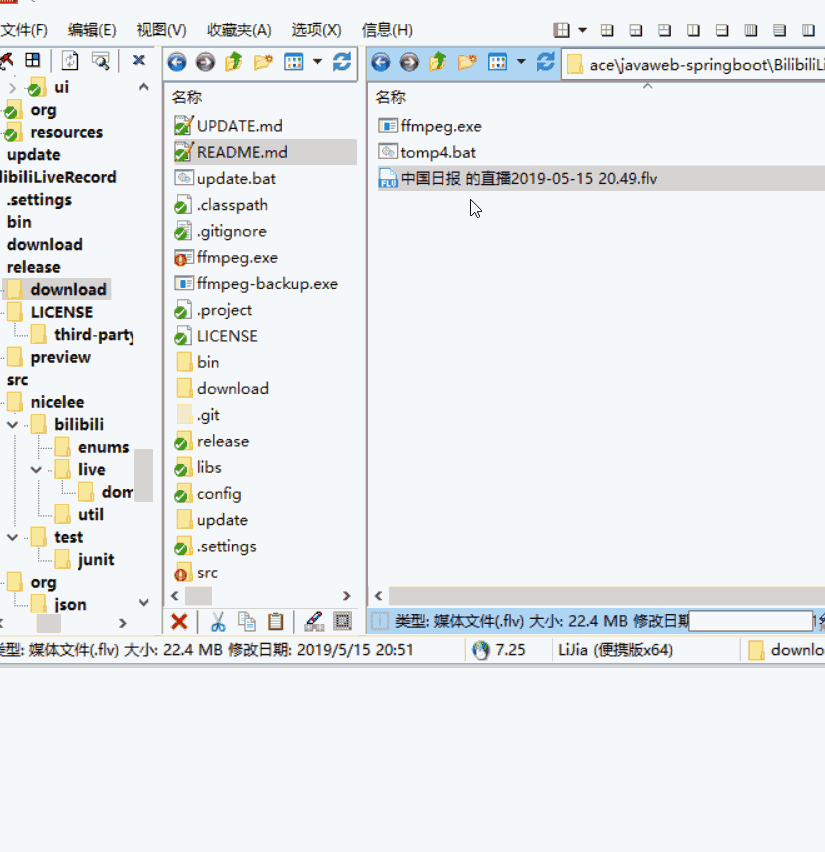 文件(F) 编辑(E) 视图(V) 收藏夹(A) 选项(X) 信息(H)
ace\javaweb-springboot\BilibiliLi
ui
org
resources
update
libiliLiveRecord
.settings
bin
download
release
download
LICENSE
third-party
preview
src
nicelee
bilibili
enums
live
dom
util
test
junit
org
json
名称
UPDATE.md
README.md
update.bat
.classpath
.gitignore
ffmpeg.exe
ffmpeg-backup.exe
.project
LICENSE
bin
download
.git
release
libs
config
update
.settings
src
名称
ffmpeg.exe
tomp4.bat
FLV
中国日报 的直播2019-05-15 20.49.flv
类型: 媒体文件(.flv) 大小: 22.4 MB 修改日期
类型: 媒体文件(.flv) 大小: 22.4 MB 修改日期: 2019/5/15 20:51
7.25
LiJia (便携版x64)
downlo